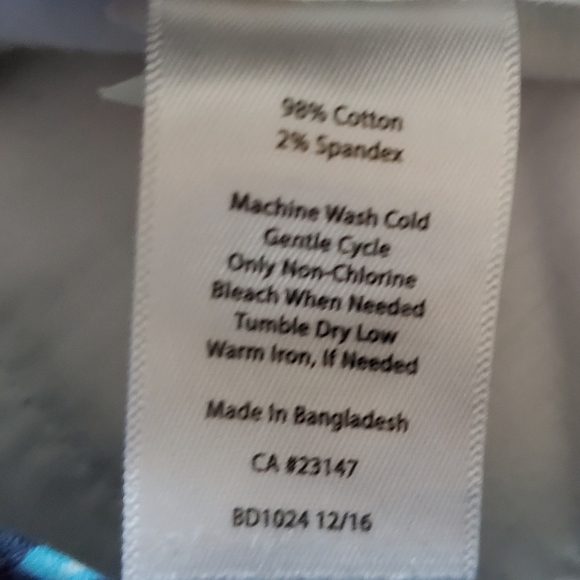 98% Cotton
2% Spandex
Machine Wash Cold
Gentle Cycle
Only Non-Chlorine
Bleach When Needed
Tumble Dry Low
Warm Iron, If Needed
Made In Bangladesh
CA #23147
BD1024 12/16